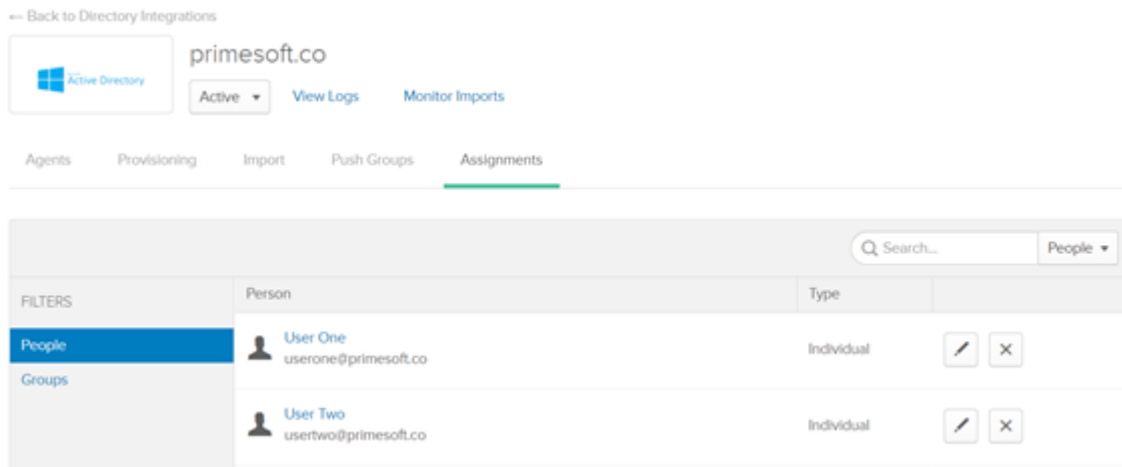 ← Back to Directory Integrations
primesoft.co
Active Directory
Active ▾ View Logs Monitor Imports
Agents Provisioning Import Push Groups Assignments
Search... People ▾
FILTERS Person Type
People
User One
userone@primesoft.co
Individual
Groups
User Two
usertwo@primesoft.co
Individual